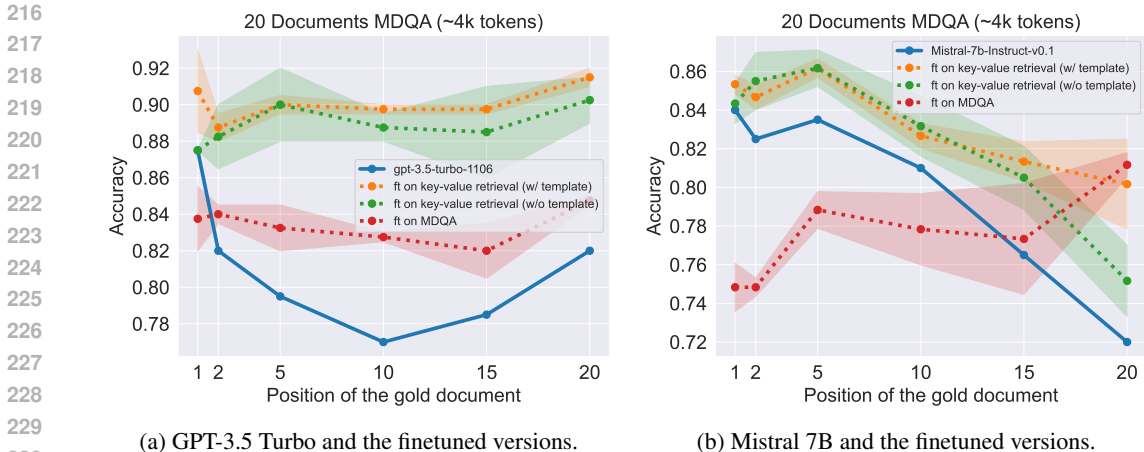 216
217
218
219
220
221
222
223
224
225
226
227
228
229
20 Documents MDQA (~4k tokens)
Accuracy
0.92
0.90
0.88
0.86
0.84
0.82
0.80
0.78
gpt-3.5-turbo-1106
ft on key-value retrieval (w/ template)
ft on key-value retrieval (w/o template)
ft on MDQA
1 2 5 10 15 20
Position of the gold document
(a) GPT-3.5 Turbo and the finetuned versions.
20 Documents MDQA (~4k tokens)
Accuracy
0.86
0.84
0.82
0.80
0.78
0.76
0.74
0.72
Mistral-7b-Instruct-v0.1
ft on key-value retrieval (w/ template)
ft on key-value retrieval (w/o template)
ft on MDQA
1 2 5 10 15 20
Position of the gold document
(b) Mistral 7B and the finetuned versions.